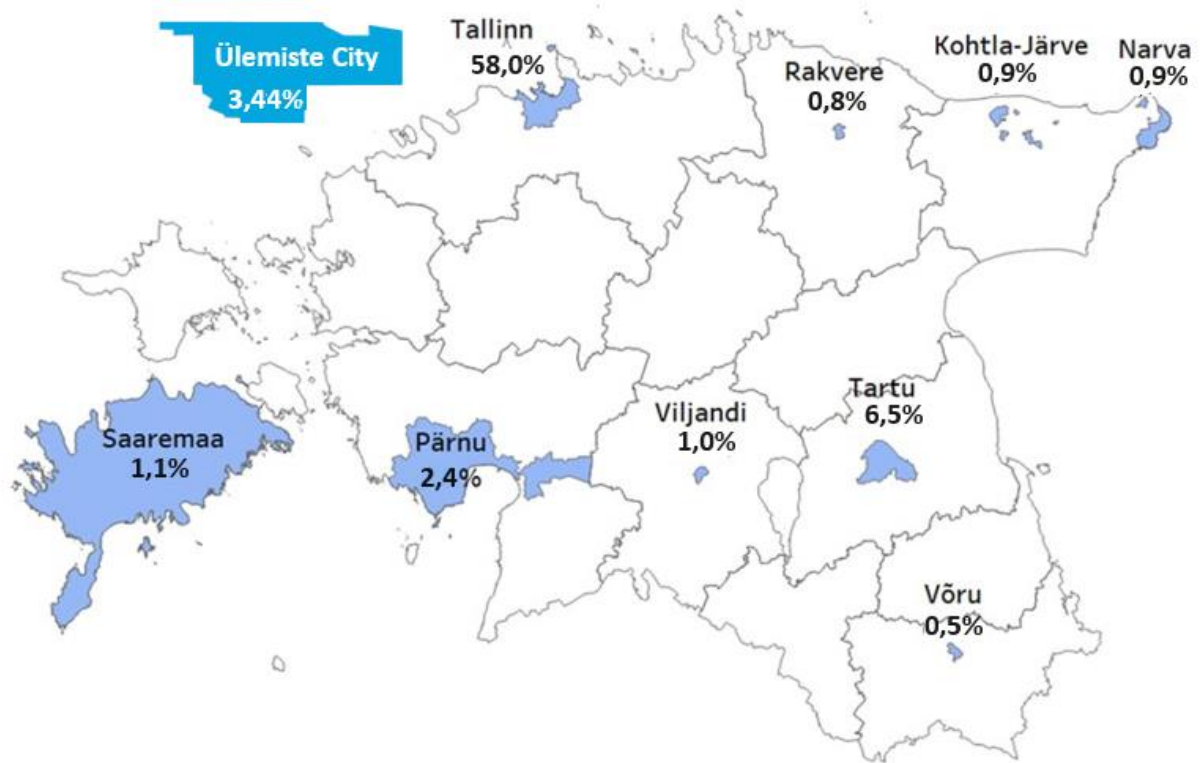 Ülemiste City
3,44%
Tallinn
58,0%
Rakvere
0,8%
Kohtla-Järve
0,9%
Narva
0,9%
Saaremaa
1,1%
Pärnu
2,4%
Viljandi
1,0%
Tartu
6,5%
Võru
0,5%